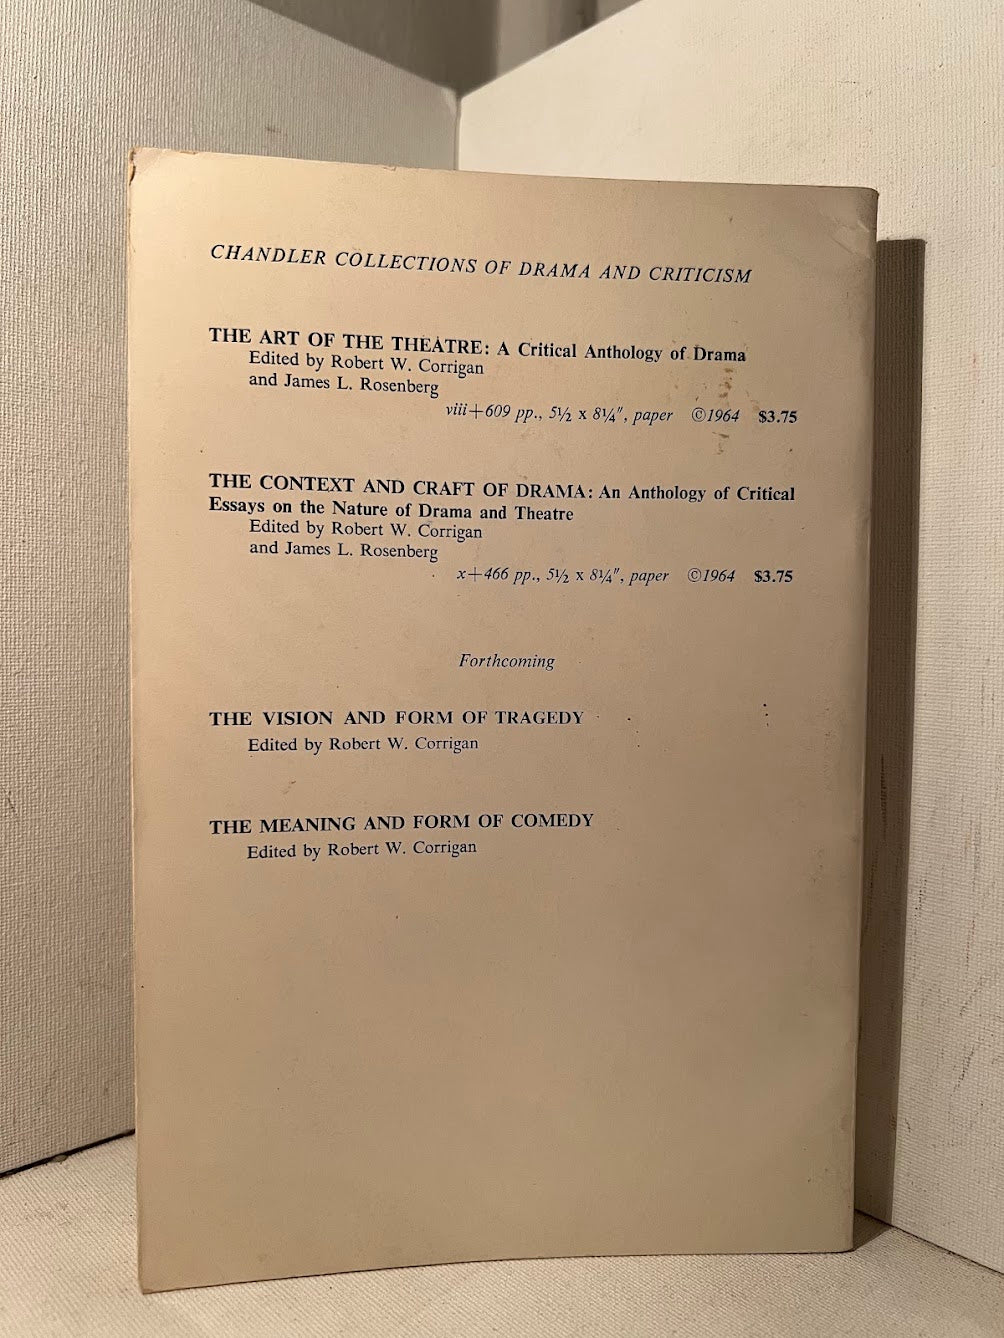 CHANDLER COLLECTIONS OF DRAMA AND CRITICISM
THE ART OF THE THEATRE: A Critical Anthology of Drama
Edited by Robert W. Corrigan
and James L. Rosenberg
viii+609 pp., 5½ x 8¼", paper ©1964 $3.75
THE CONTEXT AND CRAFT OF DRAMA: An Anthology of Critical
Essays on the Nature of Drama and Theatre
Edited by Robert W. Corrigan
and James L. Rosenberg
x+466 pp., 5½ x 8¼", paper ©1964 $3.75
Forthcoming
THE VISION AND FORM OF TRAGEDY
Edited by Robert W. Corrigan
THE MEANING AND FORM OF COMEDY
Edited by Robert W. Corrigan